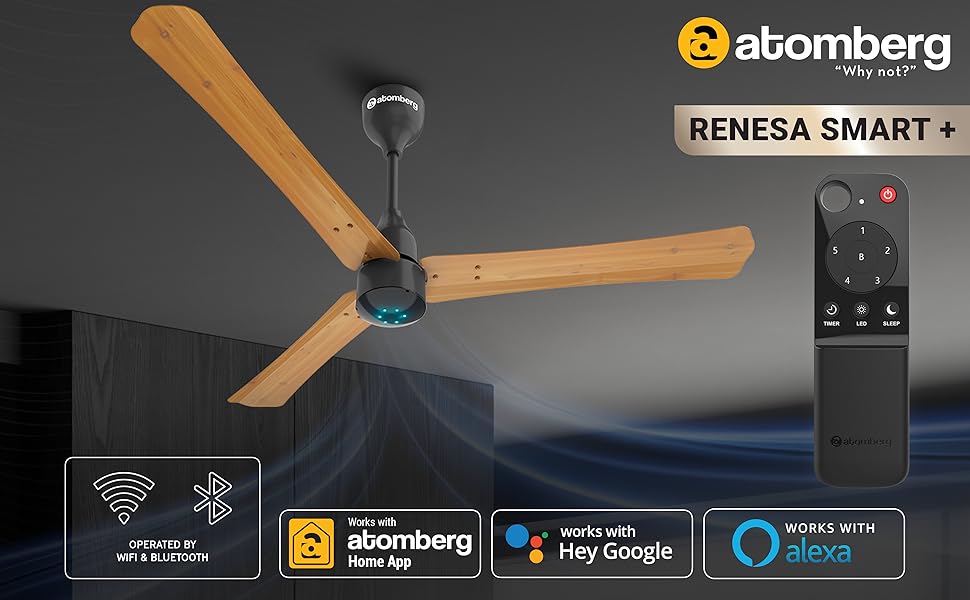 atomberg
"Why not?"
RENESA SMART +
atomberg
1
5
B
2
4
3
TIMER
LED
SLEEP
atomberg
OPERATED BY
WIFI & BLUETOOTH
Works with
atomberg
Home App
works with
Hey Google
WORKS WITH
alexa